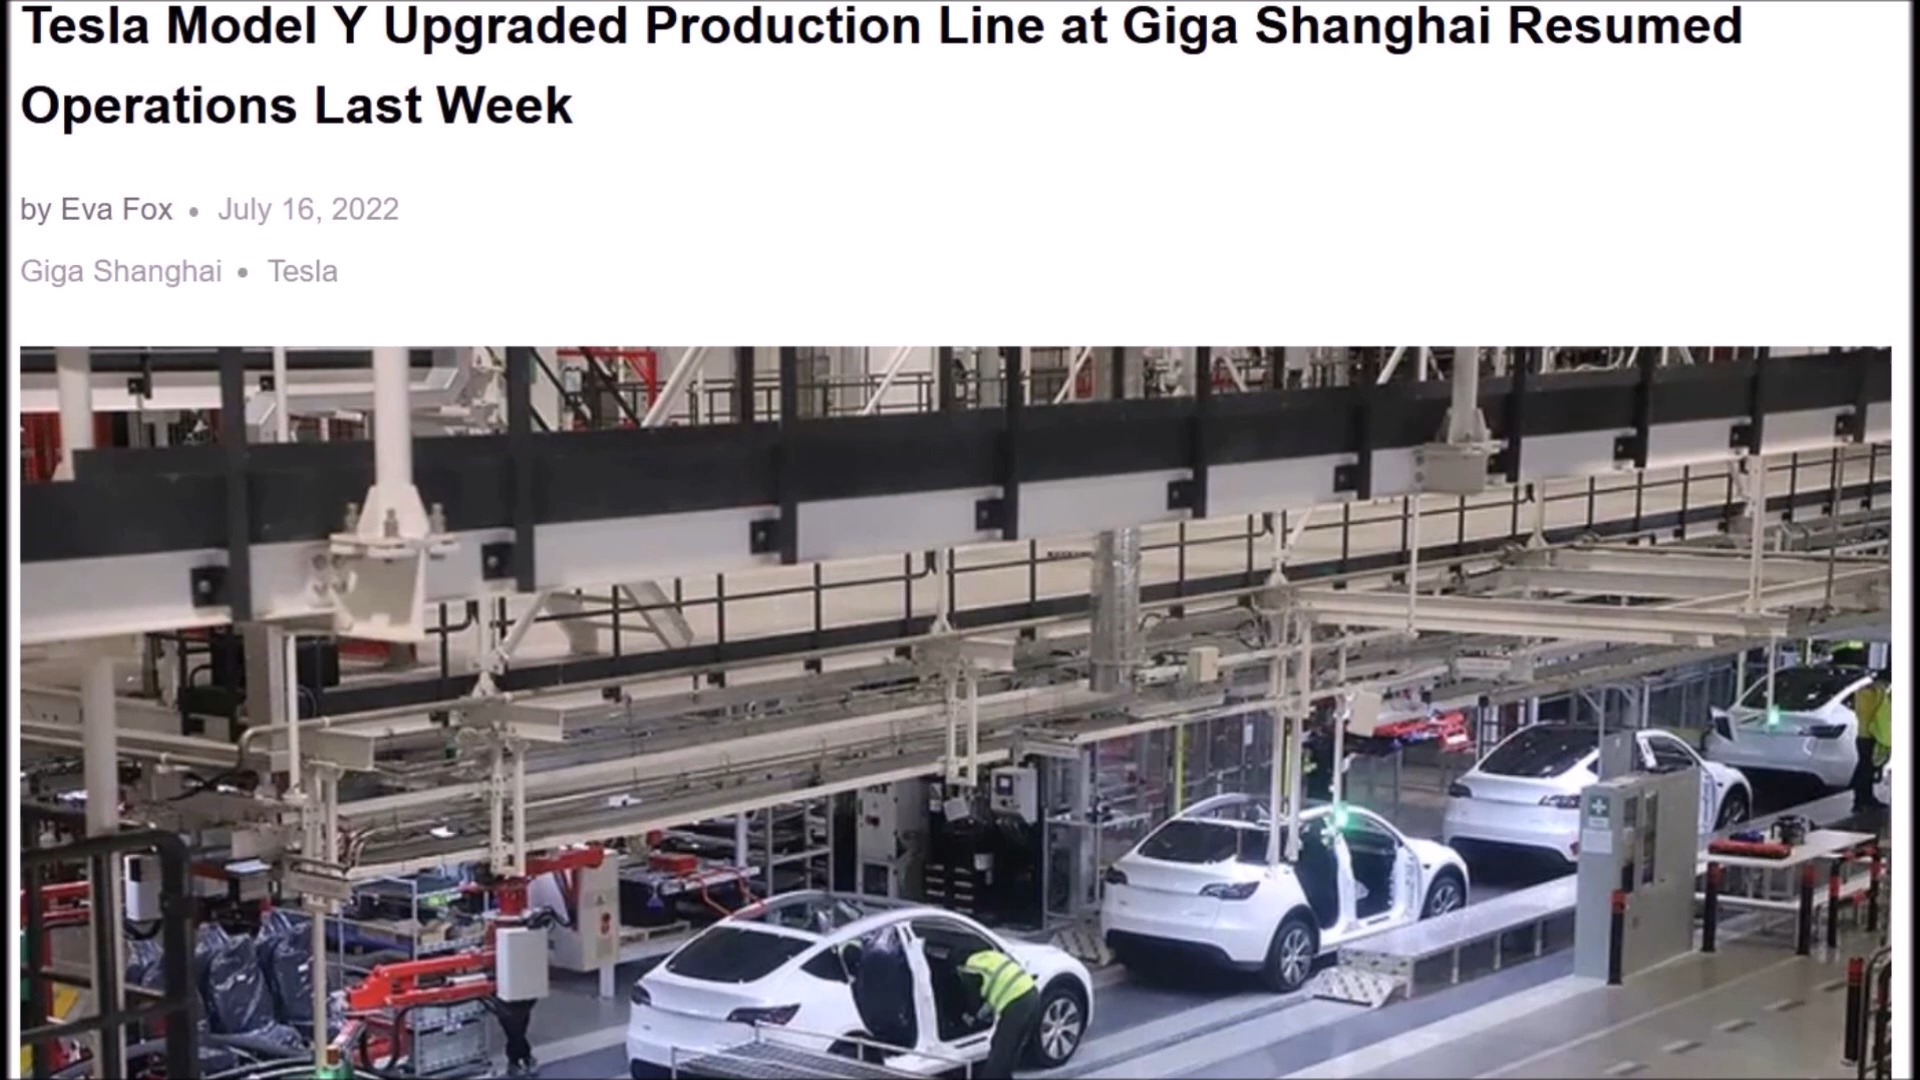 Tesla Model Y Upgraded Production Line at Giga Shanghai Resumed
Operations Last Week
by Eva Fox • July 16, 2022
Giga Shanghai • Tesla